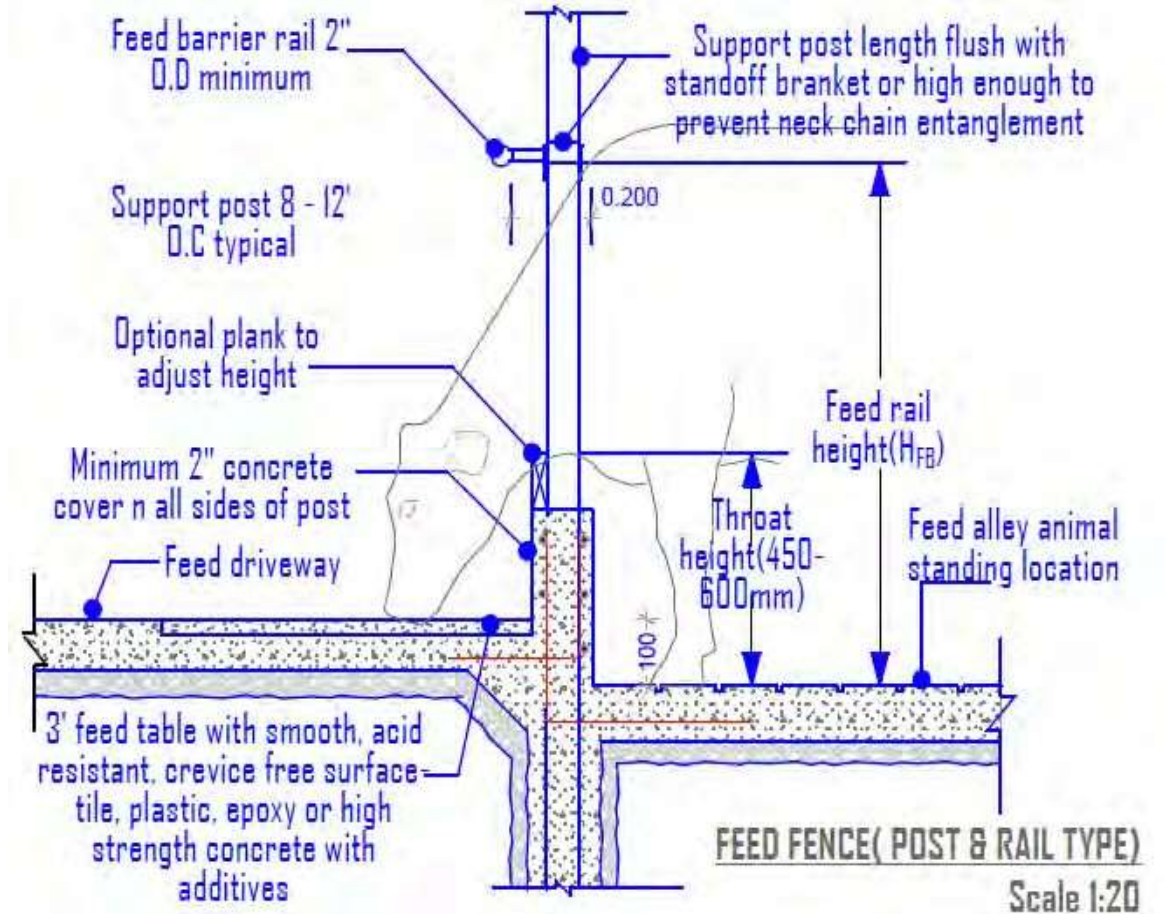 Feed barrier rail 2"
O.D minimum
Support post length flush with
standoff branket or high enough to
prevent neck chain entanglement
Support post 8 - 12'
O.C typical
0.200
Optional plank to
adjust height
Feed rail
height(HFB)
Minimum 2" concrete
cover n all sides of post
Throat
height(450-
600mm)
Feed alley animal
standing location
Feed driveway
100
3' feed table with smooth, acid
resistant, crevice free surface-
tile, plastic, epoxy or high
strength concrete with
additives
FEED FENCE( POST & RAIL TYPE)
Scale 1:20